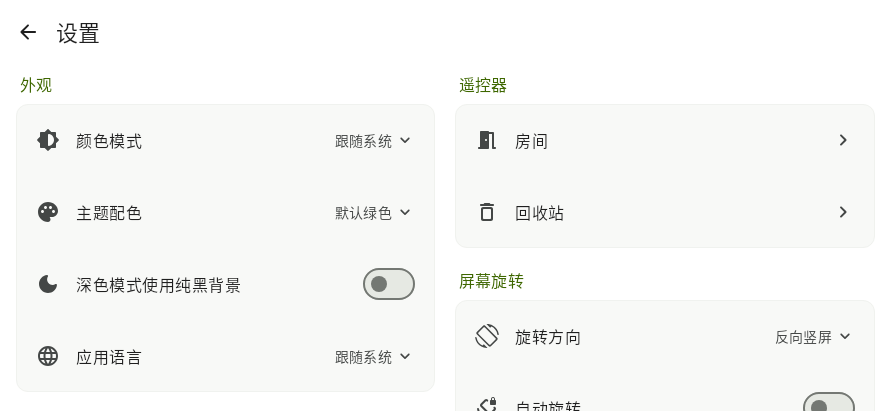 设置
外观
颜色模式 跟随系统
主题配色 默认绿色
深色模式使用纯黑背景
应用语言 跟随系统
遥控器
房间
回收站
屏幕旋转
旋转方向 反向竖屏
自动旋转